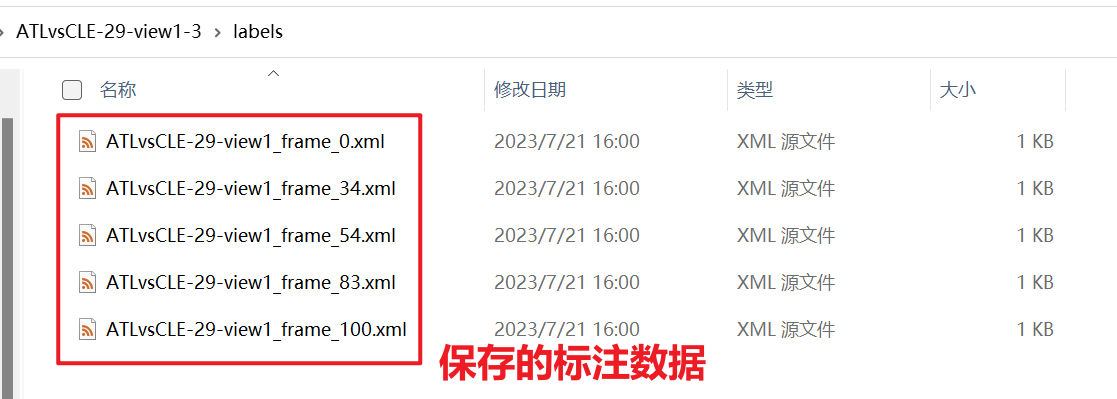 ATLvsCLE-29-view1-3 › labels
名称 修改日期 类型 大小
ATLvsCLE-29-view1_frame_0.xml 2023/7/21 16:00 XML 源文件 1 KB
ATLvsCLE-29-view1_frame_34.xml 2023/7/21 16:00 XML 源文件 1 KB
ATLvsCLE-29-view1_frame_54.xml 2023/7/21 16:00 XML 源文件 1 KB
ATLvsCLE-29-view1_frame_83.xml 2023/7/21 16:00 XML 源文件 1 KB
ATLvsCLE-29-view1_frame_100.xml 2023/7/21 16:00 XML 源文件 1 KB
保存的标注数据